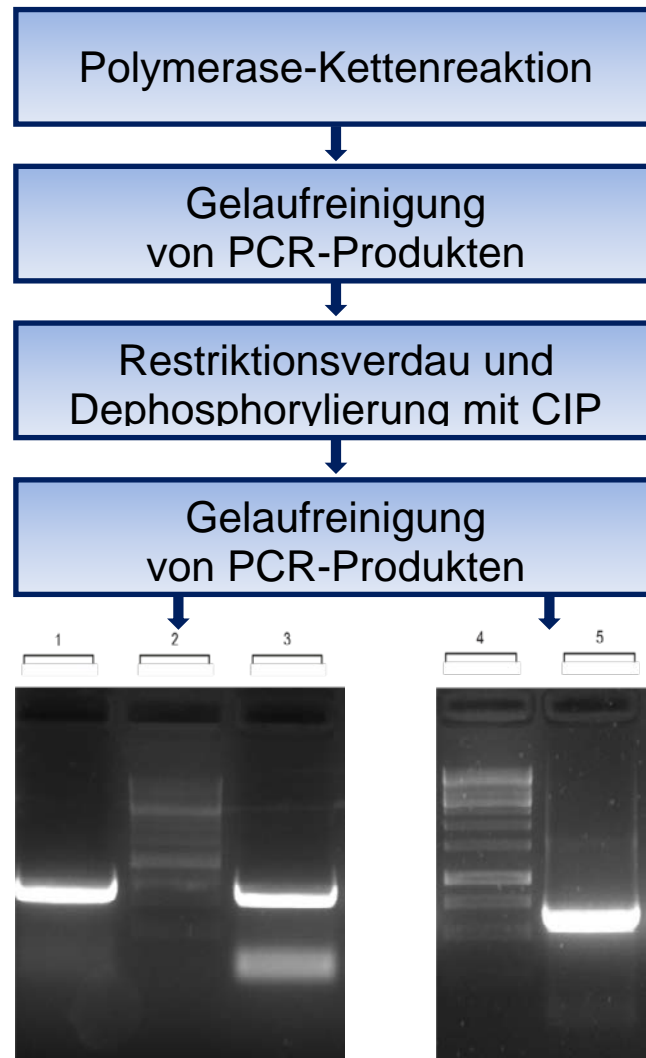 Polymerase-Kettenreaktion
Gelaufreinigung
von PCR-Produkten
Restriktionsverdau und
Dephosphorylierung mit CIP
Gelaufreinigung
von PCR-Produkten
1 2 3 4 5